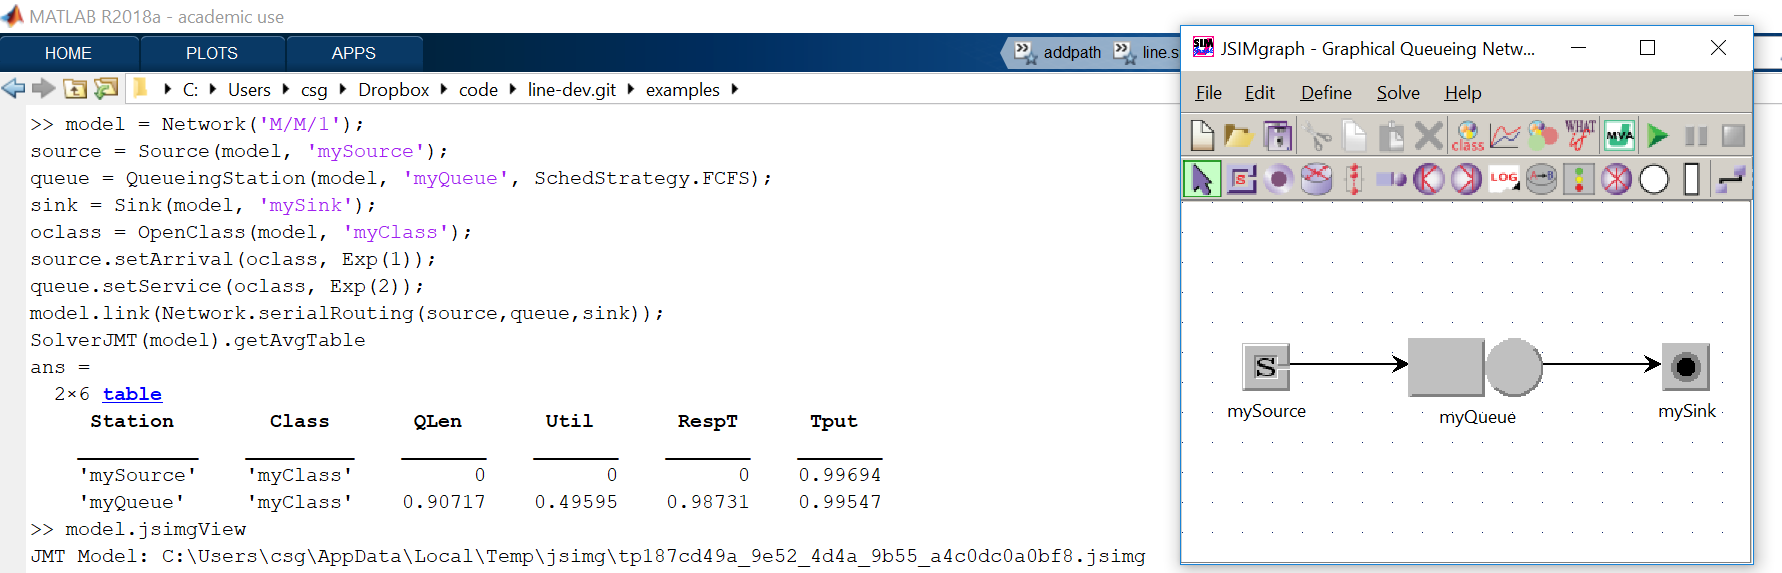 MATLAB R2018a - academic use
HOME PLOTS APPS
addpath line.s
C: Users csg Dropbox code line-dev.git examples
>> model = Network('M/M/1');
source = Source(model, 'mySource');
queue = QueueingStation(model, 'myQueue', SchedStrategy.FCFS);
sink = Sink(model, 'mySink');
oclass = OpenClass(model, 'myClass');
source.setArrival(oclass, Exp(1));
queue.setService(oclass, Exp(2));
model.link(Network.serialRouting(source,queue,sink));
SolverJMT(model).getAvgTable
ans =
2×6 table
Station Class QLen Util RespT Tput
'mySource' 'myClass' 0 0 0 0.99694
'myQueue' 'myClass' 0.90717 0.49595 0.98731 0.99547
>> model.jsimgView
JMT Model: C:\Users\csg\AppData\Local\Temp\jsimg\tp187cd49a_9e52_4d4a_9b55_a4c0dc0a0bf8.jsimg
SIM JSIMgraph - Graphical Queueing Netw...
File Edit Define Solve Help
class WHAT if MVA
S LOG A B
S
mySource myQueue mySink